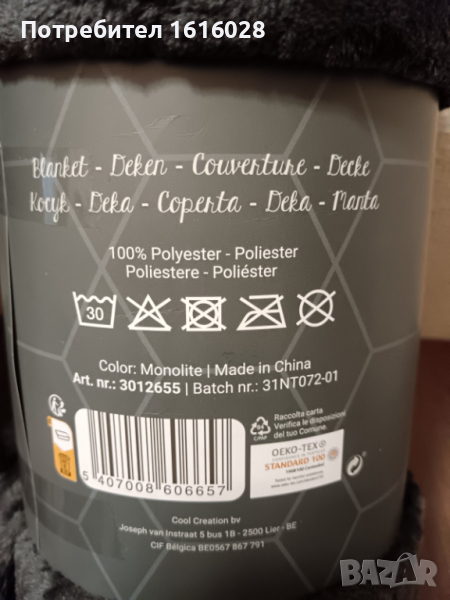 Потребител 1616028
Blanket - Deken - Couverture - Decke
Kocyk - Deka - Coperta - Deka - Manta
100% Polyester - Poliester
Poliestere - Poliéster
30
Color: Monolite | Made in China
Art. nr.: 3012655 | Batch nr.: 31NT072-01
Raccolta carta
Verifica le disposizioni
del tuo Comune.
C/PAP
OEKO-TEX®
STANDARD 100
5 407008 606657
Cool Creation bv
Joseph van Instraat 5 bus 1B - 2500 Lier - BE
CIF Bélgica BE0567 867 791
BAZAR